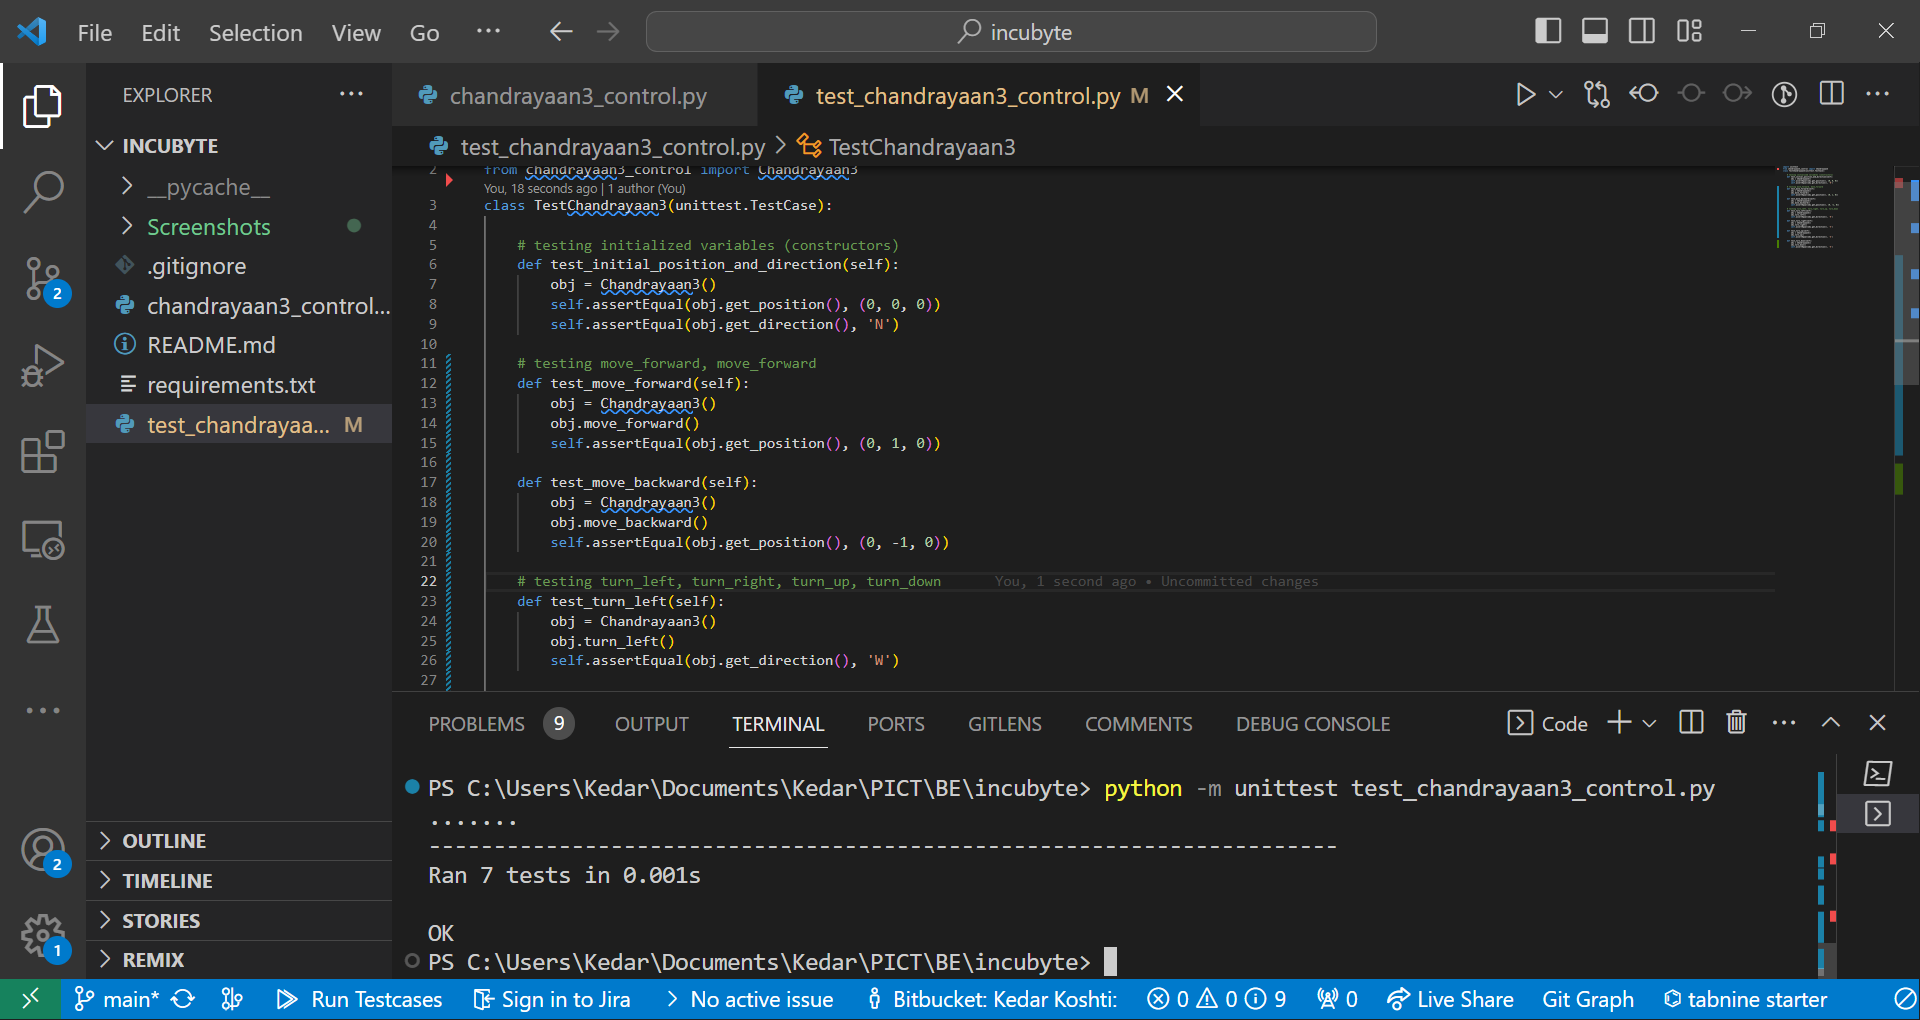 File Edit Selection View Go ··· incubyte
EXPLORER ···
INCUBYTE
__pycache__
Screenshots
.gitignore
chandrayaan3_control...
README.md
requirements.txt
test_chandrayaa... M
OUTLINE
TIMELINE
STORIES
REMIX
chandrayaan3_control.py test_chandrayaan3_control.py M
test_chandrayaan3_control.py > TestChandrayaan3
2 from chandrayaan3_control import Chandrayaan3
You, 18 seconds ago | 1 author (You)
3 class TestChandrayaan3(unittest.TestCase):
4
5 # testing initialized variables (constructors)
6 def test_initial_position_and_direction(self):
7 obj = Chandrayaan3()
8 self.assertEqual(obj.get_position(), (0, 0, 0))
9 self.assertEqual(obj.get_direction(), 'N')
10
11 # testing move_forward, move_forward
12 def test_move_forward(self):
13 obj = Chandrayaan3()
14 obj.move_forward()
15 self.assertEqual(obj.get_position(), (0, 1, 0))
16
17 def test_move_backward(self):
18 obj = Chandrayaan3()
19 obj.move_backward()
20 self.assertEqual(obj.get_position(), (0, -1, 0))
21
22 # testing turn_left, turn_right, turn_up, turn_down You, 1 second ago • Uncommitted changes
23 def test_turn_left(self):
24 obj = Chandrayaan3()
25 obj.turn_left()
26 self.assertEqual(obj.get_direction(), 'W')
27
PROBLEMS 9 OUTPUT TERMINAL PORTS GITLENS COMMENTS DEBUG CONSOLE Code
PS C:\Users\Kedar\Documents\Kedar\PICT\BE\incubyte> python -m unittest test_chandrayaan3_control.py
.......
----------------------------------------------------------------------
Ran 7 tests in 0.001s
OK
PS C:\Users\Kedar\Documents\Kedar\PICT\BE\incubyte>
2
2
1
main* Run Testcases Sign in to Jira No active issue Bitbucket: Kedar Koshti: 0 0 9 0 Live Share Git Graph tabnine starter